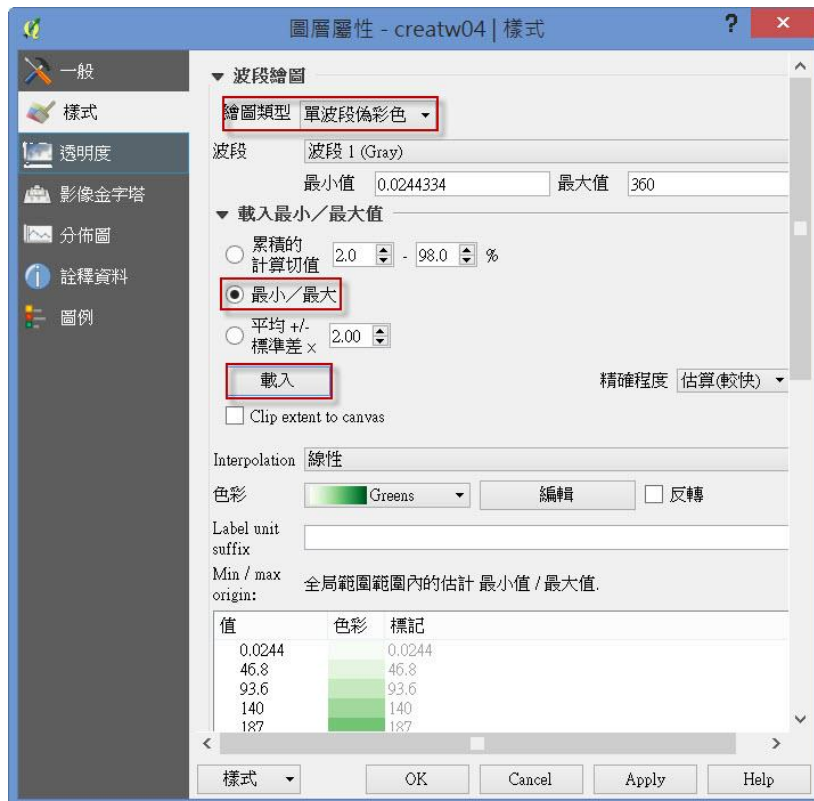 圖層屬性 - creatw04 | 樣式
?
×
一般
樣式
透明度
影像金字塔
分佈圖
詮釋資料
圖例
▼ 波段繪圖
繪圖類型 單波段偽彩色
波段 波段 1 (Gray)
最小值 0.0244334 最大值 360
▼ 載入最小／最大值
累積的
計算切值 2.0 - 98.0 %
最小／最大
平均 +/-
標準差 × 2.00
載入 精確程度 估算(較快)
Clip extent to canvas
Interpolation 線性
色彩 Greens 編輯 反轉
Label unit
suffix
Min / max
origin: 全局範圍範圍內的估計 最小值 / 最大值.
值 色彩 標記
0.0244 0.0244
46.8 46.8
93.6 93.6
140 140
187 187
樣式 OK Cancel Apply Help